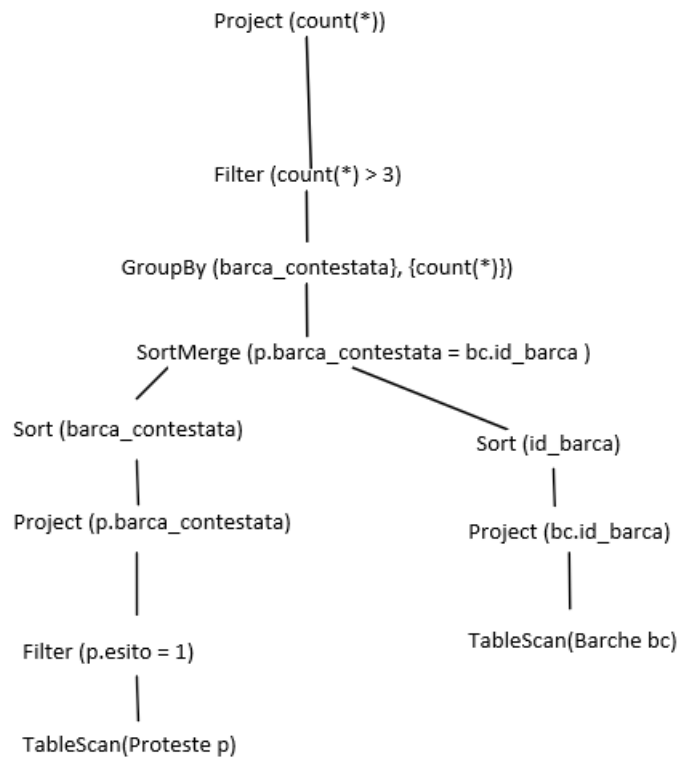 Project (count(*))
Filter (count(*) > 3)
GroupBy (barca_contestata}, {count(*)})
SortMerge (p.barca_contestata = bc.id_barca )
Sort (barca_contestata)
Sort (id_barca)
Project (p.barca_contestata)
Project (bc.id_barca)
Filter (p.esito = 1)
TableScan(Barche bc)
TableScan(Proteste p)